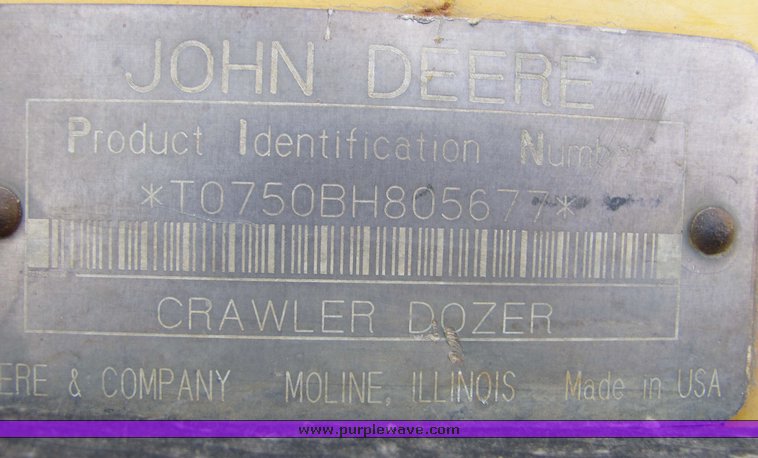 JOHN DEERE
Product Identification Number
*T0750BH805677*
CRAWLER DOZER
ERE & COMPANY MOLINE, ILLINOIS Made in USA
www.purplewave.com